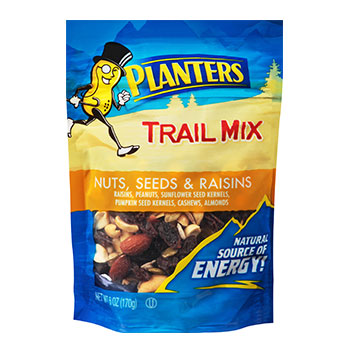 PLANTERS
TRAIL MIX
NUTS, SEEDS & RAISINS
RAISINS, PEANUTS, SUNFLOWER SEED KERNELS,
PUMPKIN SEED KERNELS, CASHEWS, ALMONDS
NATURAL
SOURCE OF
ENERGY!
NET WT 6 OZ (170g)
U